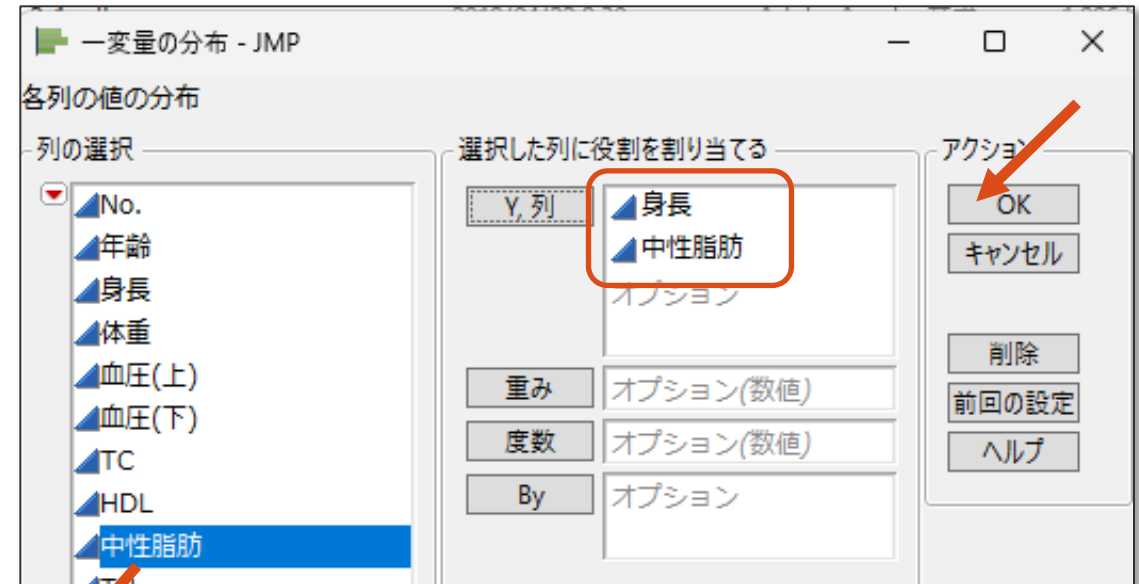 一変量の分布 - JMP
各列の値の分布
列の選択
No.
年齢
身長
体重
血圧(上)
血圧(下)
TC
HDL
中性脂肪
選択した列に役割を割り当てる
Y, 列
身長
中性脂肪
オプション
重み
オプション(数値)
度数
オプション(数値)
By
オプション
アクション
OK
キャンセル
削除
前回の設定
ヘルプ